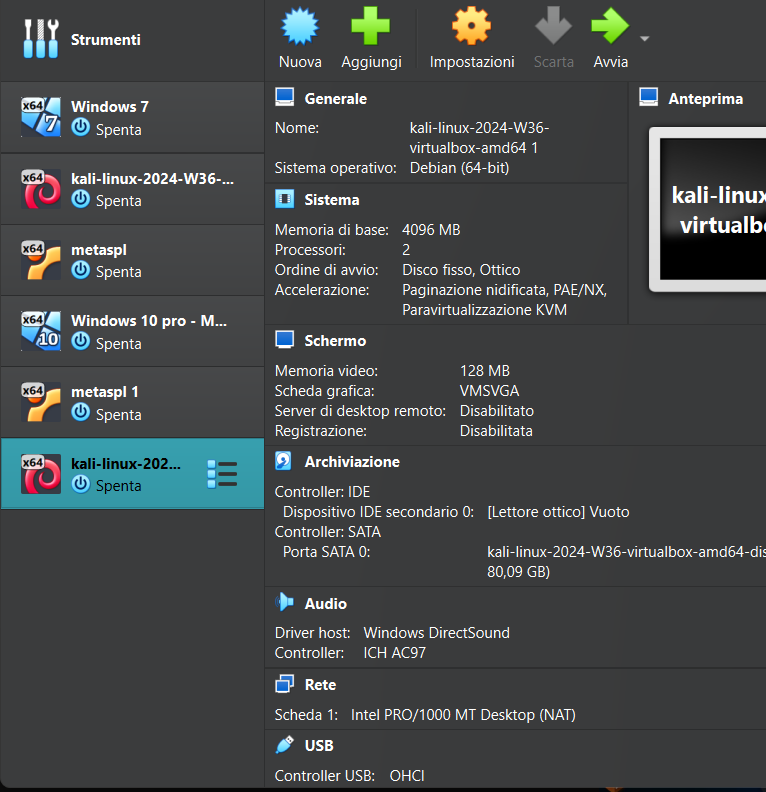 Strumenti
Nuova
Aggiungi
Impostazioni
Scarta
Avvia
x64
7
Windows 7
Spenta
x64
kali-linux-2024-W36-...
Spenta
x64
metaspl
Spenta
x64
10
Windows 10 pro - M...
Spenta
x64
metaspl 1
Spenta
x64
kali-linux-202...
Spenta
Generale
Nome: kali-linux-2024-W36-
virtualbox-amd64 1
Sistema operativo: Debian (64-bit)
Anteprima
kali-linux
virtualbo
Sistema
Memoria di base: 4096 MB
Processori: 2
Ordine di avvio: Disco fisso, Ottico
Accelerazione: Paginazione nidificata, PAE/NX,
Paravirtualizzazione KVM
Schermo
Memoria video: 128 MB
Scheda grafica: VMSVGA
Server di desktop remoto: Disabilitato
Registrazione: Disabilitata
Archiviazione
Controller: IDE
Dispositivo IDE secondario 0: [Lettore ottico] Vuoto
Controller: SATA
Porta SATA 0: kali-linux-2024-W36-virtualbox-amd64-dis
80,09 GB)
Audio
Driver host: Windows DirectSound
Controller: ICH AC97
Rete
Scheda 1: Intel PRO/1000 MT Desktop (NAT)
USB
Controller USB: OHCI